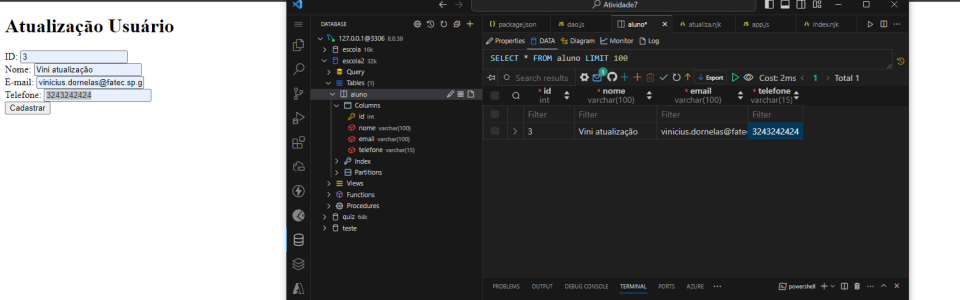 Atualização Usuário
ID: 3
Nome: Vini atualização
E-mail: vinicius.dornelas@fatec.sp.g
Telefone: 3243242424
Cadastrar
Atividade7
DATABASE
127.0.0.1@3306 8.0.39
escola 16k
escola2 32k
Query
Tables (1)
aluno
Columns
id int
nome varchar(100)
email varchar(100)
telefone varchar(15)
Index
Partitions
Views
Functions
Procedures
quiz 64k
teste
package.json
dao.js
aluno*
atualiza.njk
app.js
index.njk
Properties
DATA
Diagram
Monitor
Log
SELECT * FROM aluno LIMIT 100
Search results
1
Export
Cost: 2ms
1
Total 1
* id
int
* nome
varchar(100)
* email
varchar(100)
* telefone
varchar(15)
Filter Filter Filter Filter
3 Vini atualização vinicius.dornelas@fatec 3243242424
PROBLEMS OUTPUT DEBUG CONSOLE TERMINAL PORTS AZURE
powershell